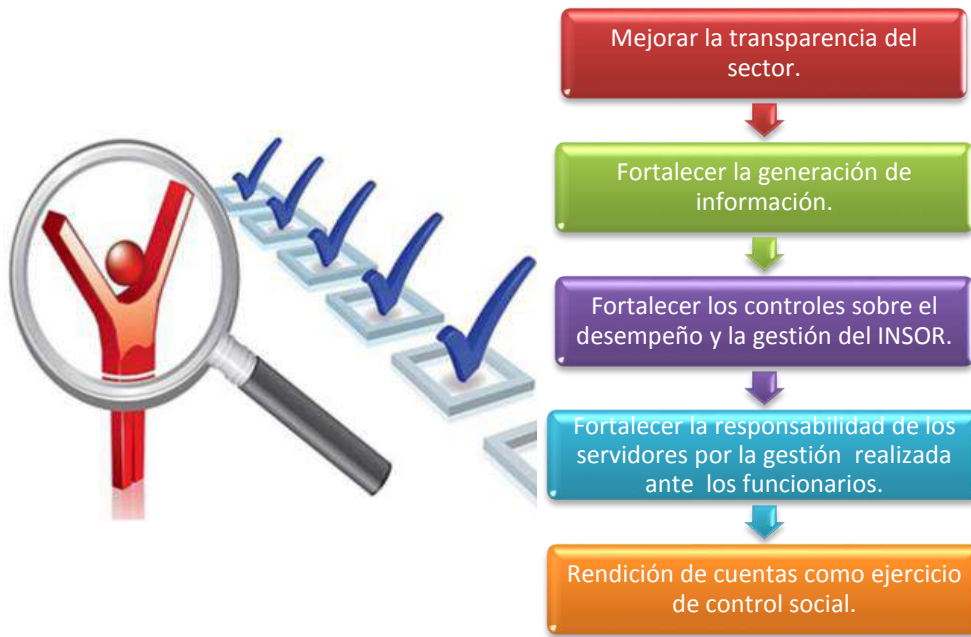 Mejorar la transparencia del
sector.
Fortalecer la generación de
información.
Fortalecer los controles sobre el
desempeño y la gestión del INSOR.
Fortalecer la responsabilidad de los
servidores por la gestión realizada
ante los funcionarios.
Rendición de cuentas como ejercicio
de control social.